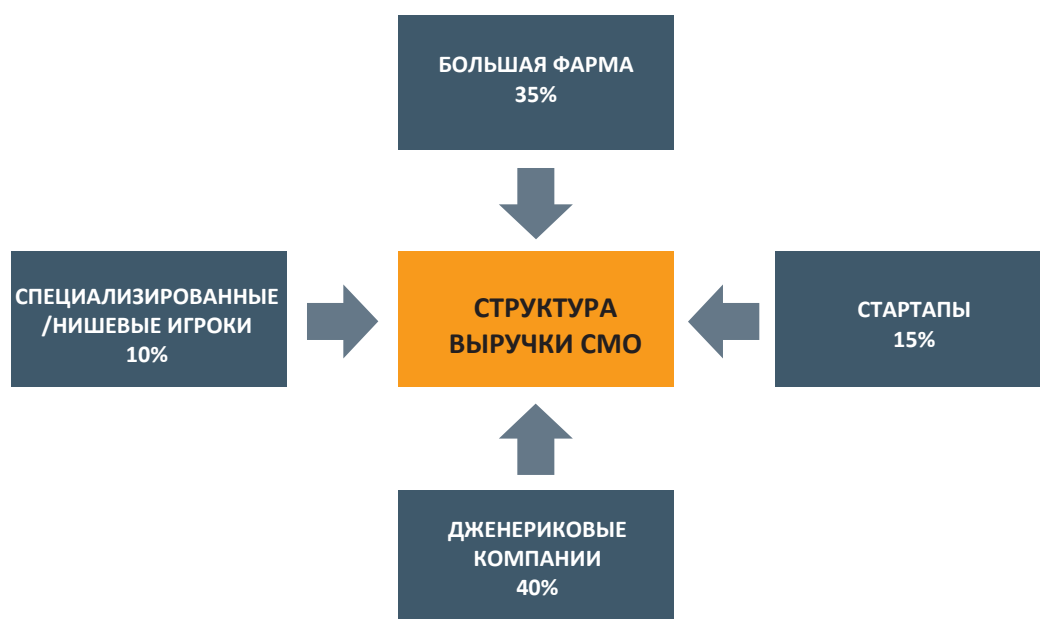 БОЛЬШАЯ ФАРМА
35%
СПЕЦИАЛИЗИРОВАННЫЕ
/НИШЕВЫЕ ИГРОКИ
10%
СТРУКТУРА
ВЫРУЧКИ СМО
СТАРТАПЫ
15%
ДЖЕНЕРИКОВЫЕ
КОМПАНИИ
40%